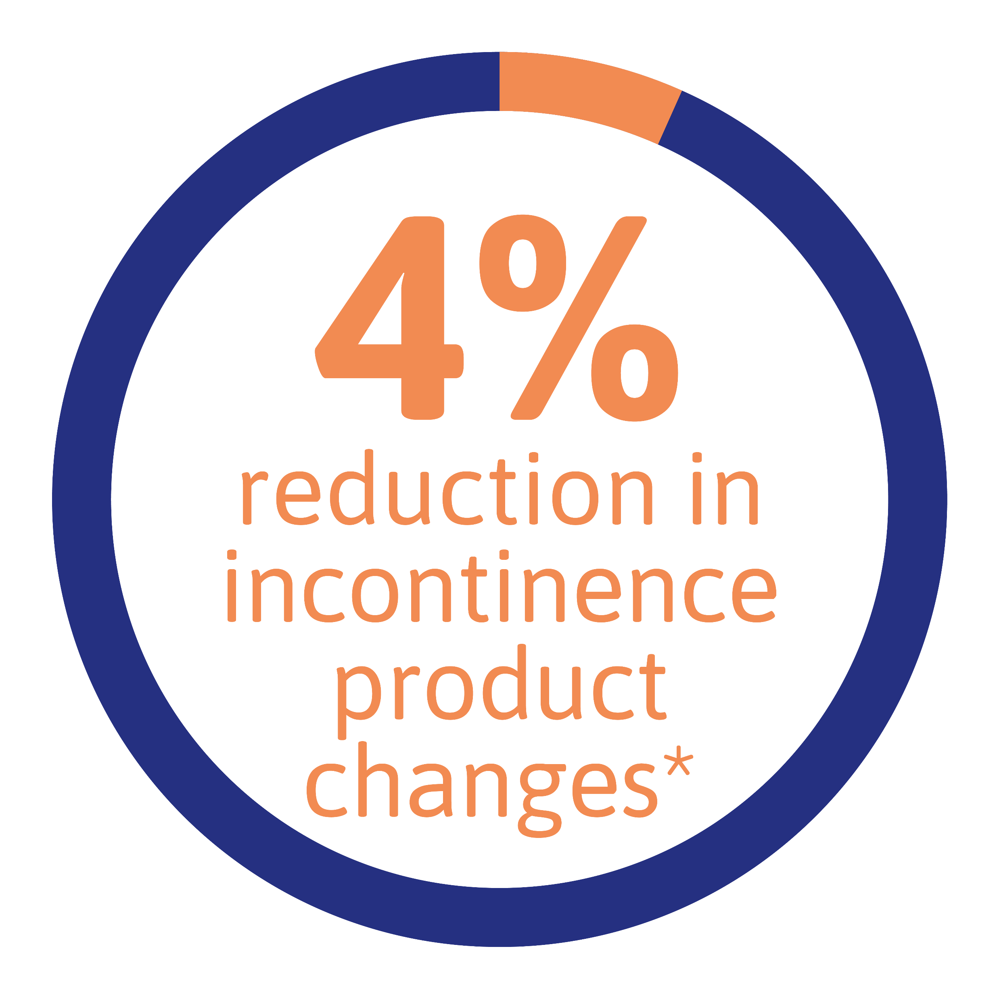 4%
reduction in
incontinence
product
changes*